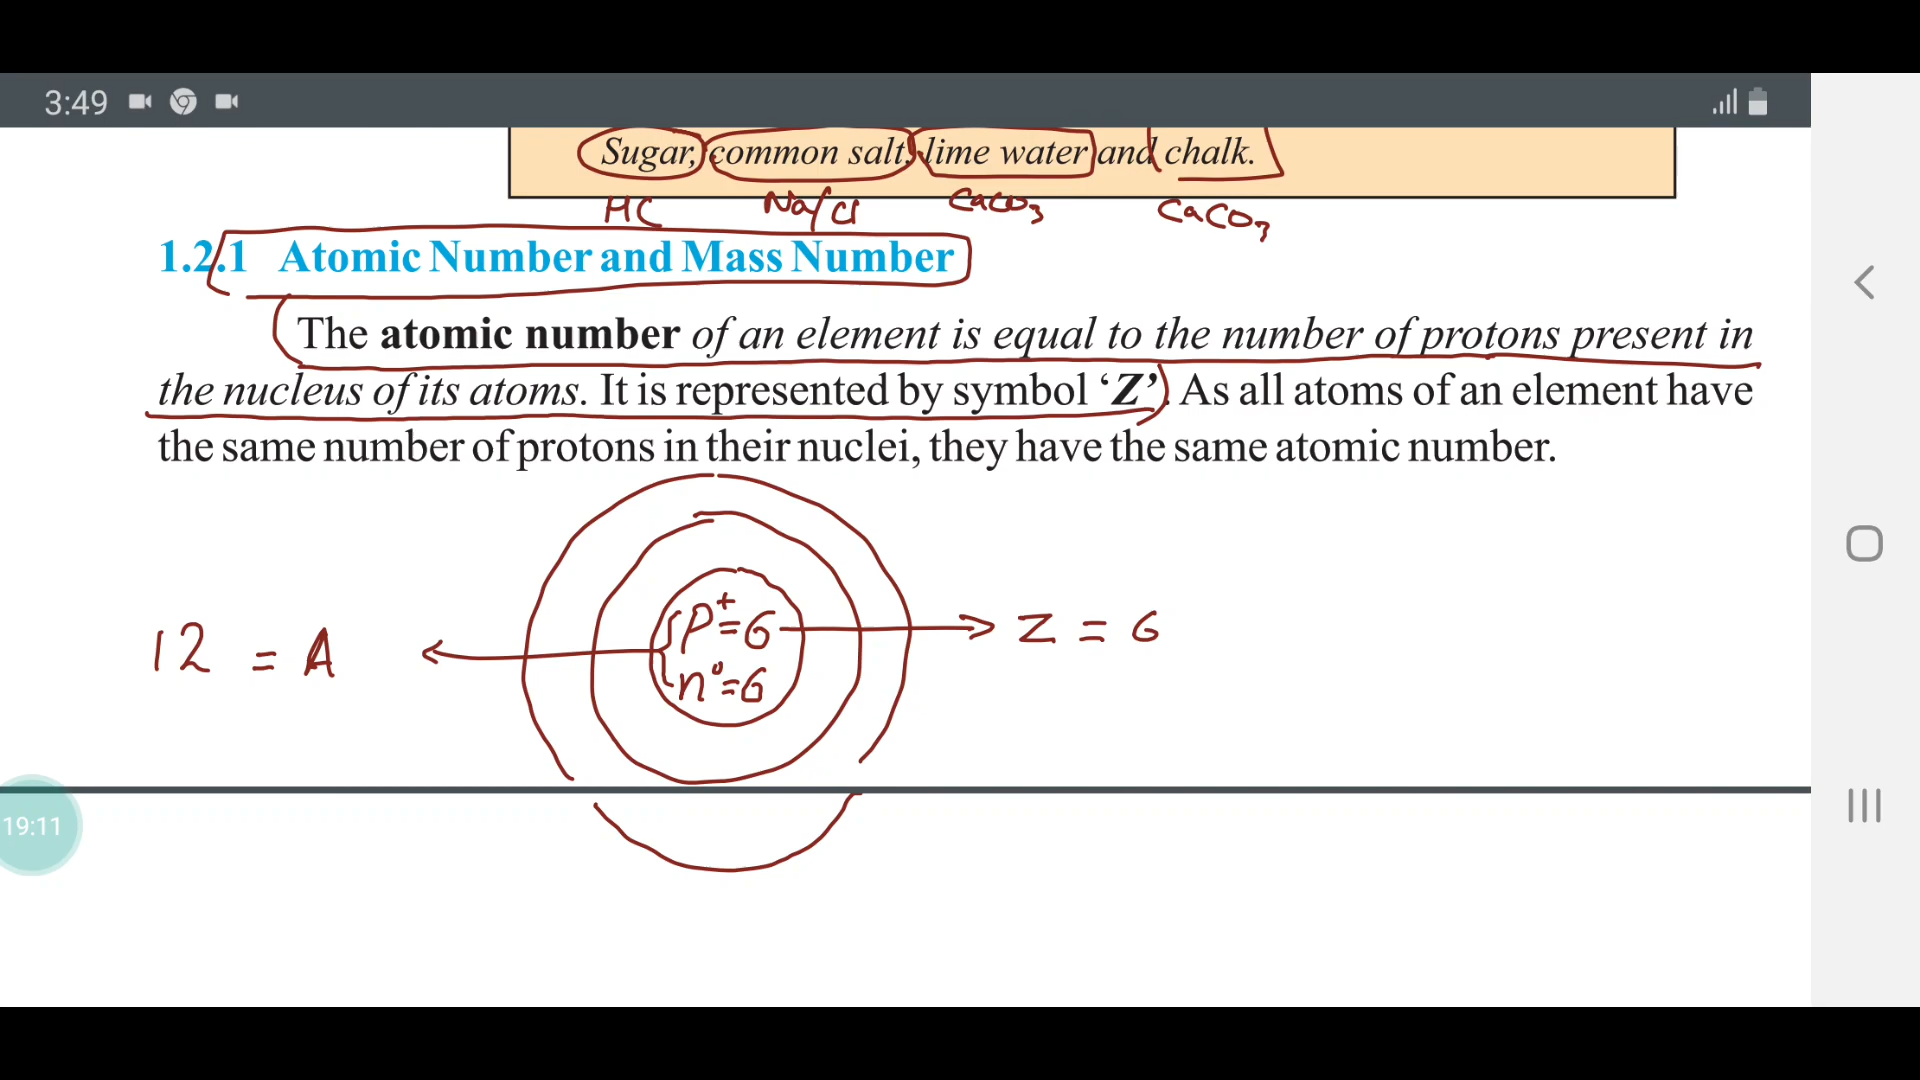 3:49
Sugar, common salt, lime water and chalk.
HC Na/Cl CaCO3 CaCO3
1.2.1 Atomic Number and Mass Number
The atomic number of an element is equal to the number of protons present in
the nucleus of its atoms. It is represented by symbol ‘Z’. As all atoms of an element have
the same number of protons in their nuclei, they have the same atomic number.
p+=6 Z = 6
12 = A
n°=6
19:11